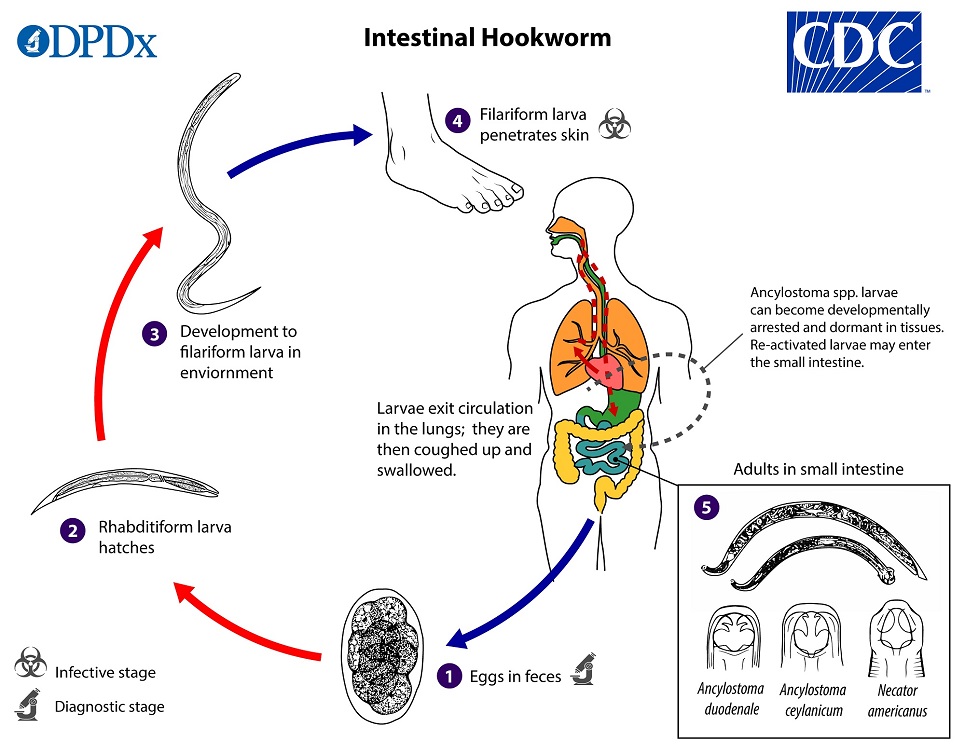 DPDx
Intestinal Hookworm
CDC
™
4
Filariform larva
penetrates skin
Ancylostoma spp. larvae
can become developmentally
arrested and dormant in tissues.
Re-activated larvae may enter
the small intestine.
3
Development to
filariform larva in
enviornment
Larvae exit circulation
in the lungs; they are
then coughed up and
swallowed.
Adults in small intestine
5
2
Rhabditiform larva
hatches
1
Eggs in feces
Infective stage
Diagnostic stage
Ancylostoma
duodenale
Ancylostoma
ceylanicum
Necator
americanus